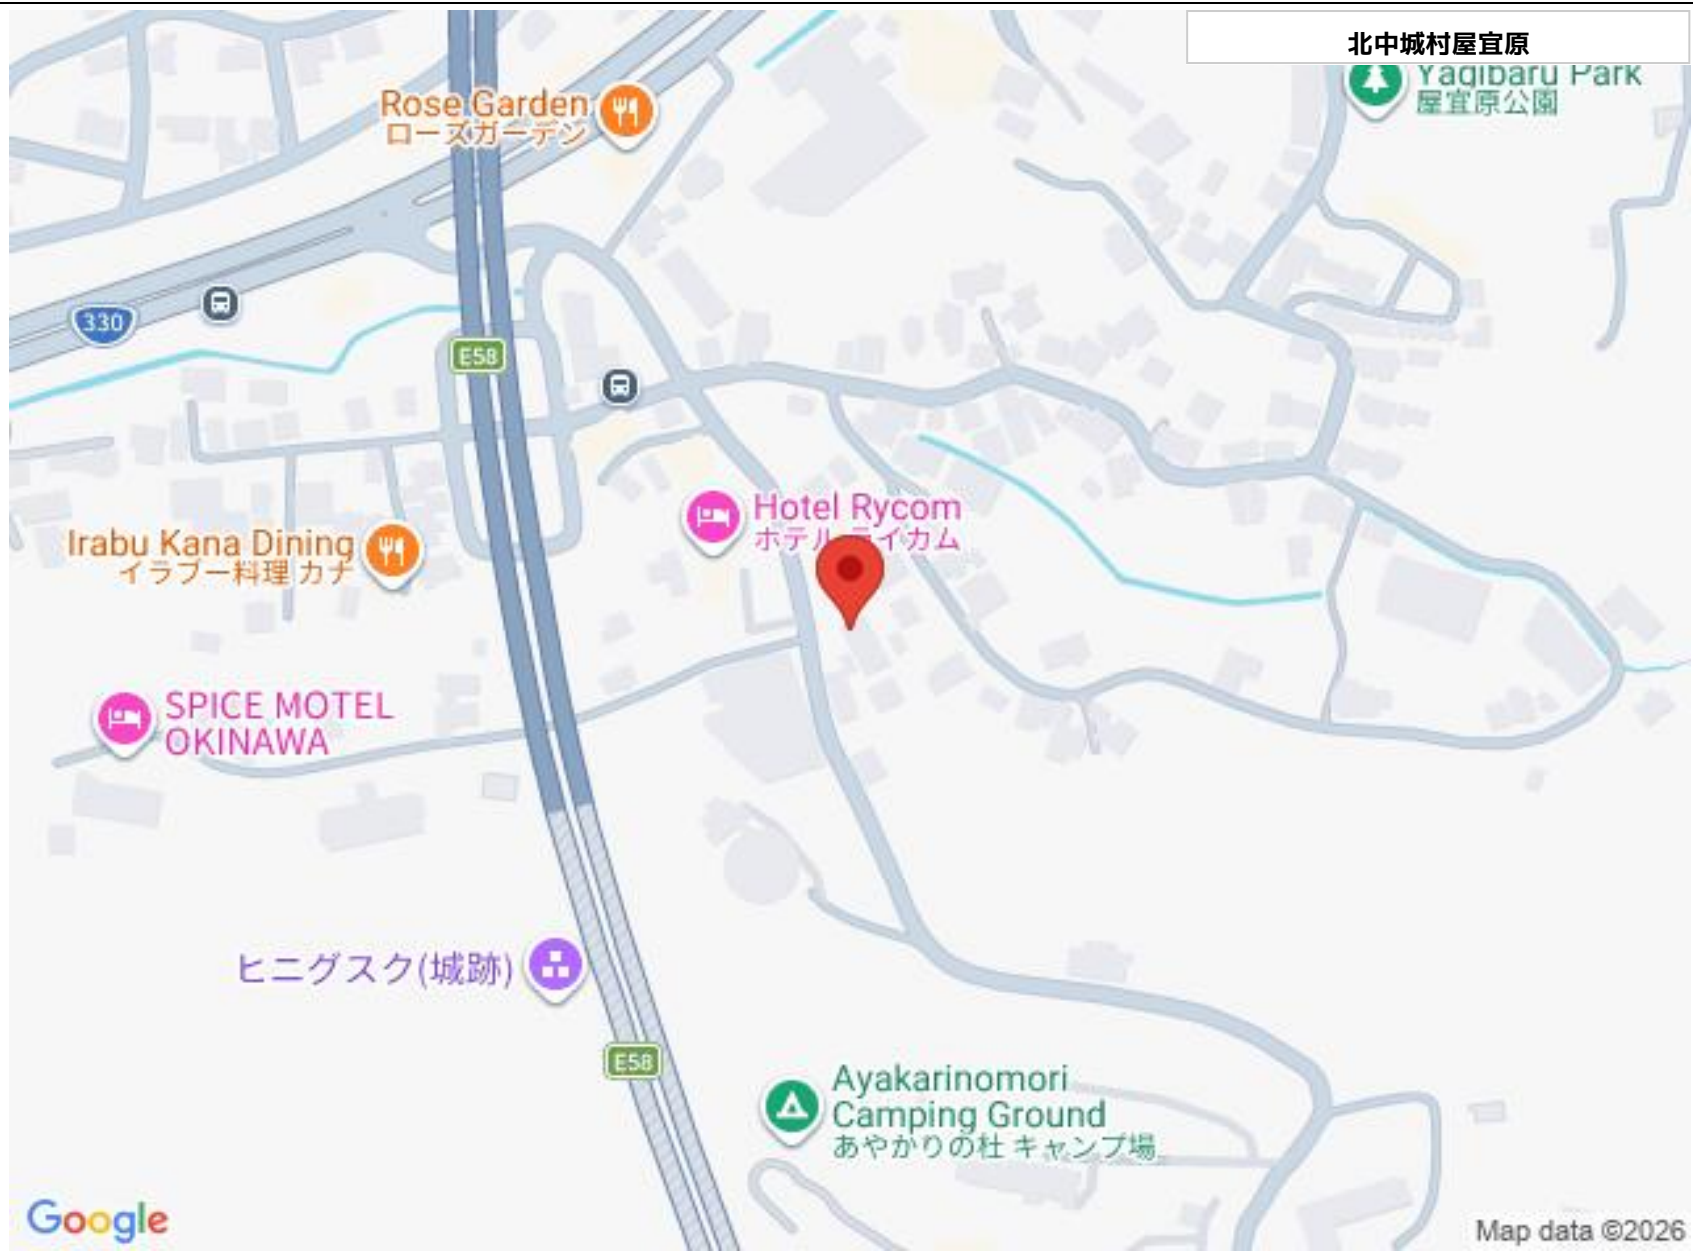 北中城村屋宜原
Yagibaru Park
屋宜原公園
Rose Garden
ローズガーデン
330
E58
Hotel Rycom
ホテル ライカム
Irabu Kana Dining
イラブー料理 カナ
SPICE MOTEL
OKINAWA
ヒニグスク(城跡)
E58
Ayakarinomori
Camping Ground
あやかりの杜 キャンプ場
Google
Map data ©2026